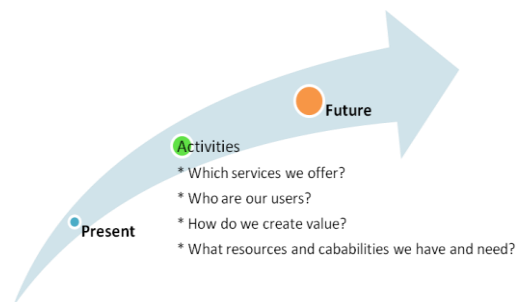 Future
Activities
* Which services we offer?
* Who are our users?
* How do we create value?
Present
* What resources and cababilities we have and need?